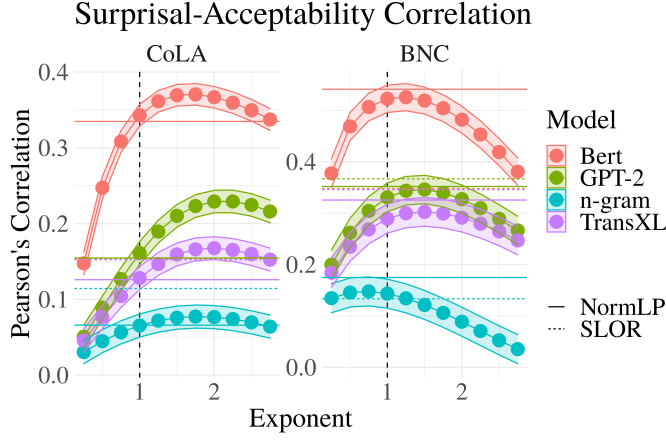 Surprisal-Acceptability Correlation
CoLA
BNC
Pearson's Correlation
0.4
0.3
0.2
0.1
0.0
0.4
0.2
0.0
1
2
1
2
Exponent
Model
Bert
GPT-2
n-gram
TransXL
NormLP
SLOR